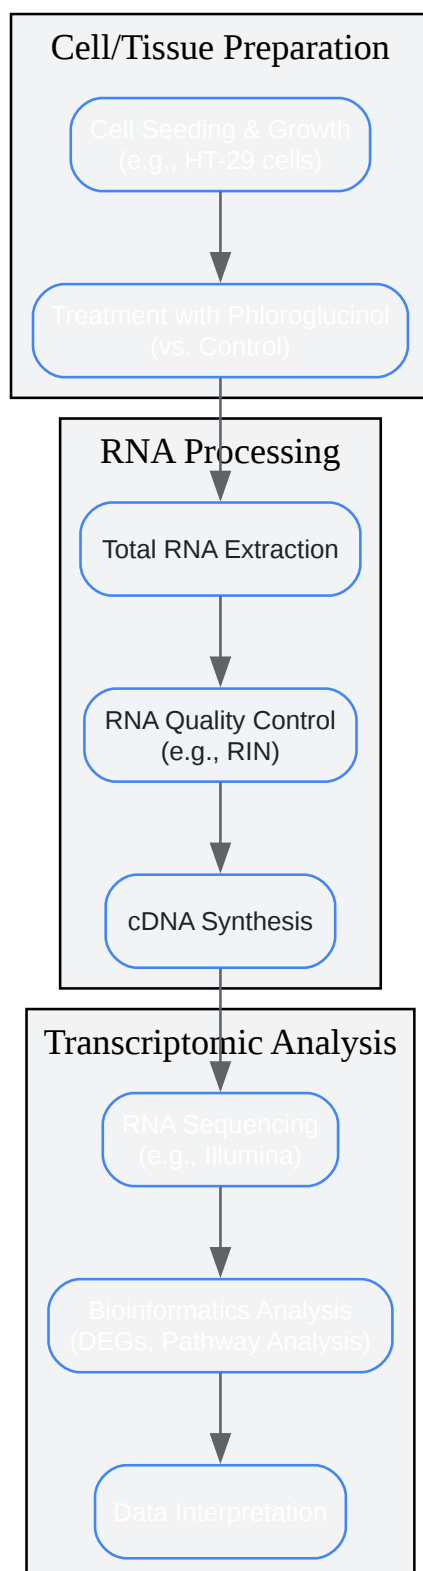 Cell/Tissue Preparation
Cell Seeding & Growth
(e.g., HT-29 cells)
Treatment with Phloroglucinol
(vs. Control)
RNA Processing
Total RNA Extraction
RNA Quality Control
(e.g., RIN)
cDNA Synthesis
Transcriptomic Analysis
RNA Sequencing
(e.g., Illumina)
Bioinformatics Analysis
(DEGs, Pathway Analysis)
Data Interpretation